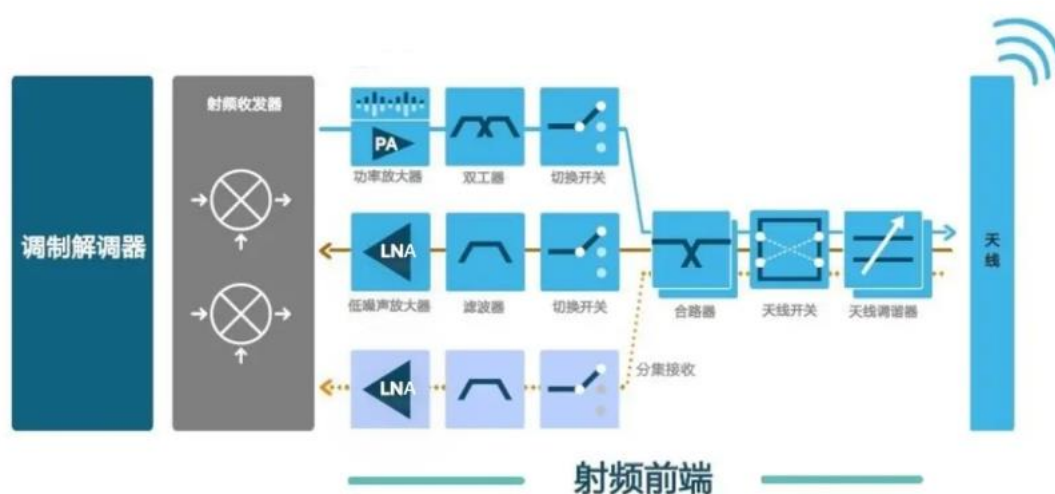 射频收发器
PA
功率放大器
双工器
切换开关
调制解调器
LNA
低噪声放大器
滤波器
切换开关
合路器
天线开关
天线调谐器
天线
LNA
分集接收
射频前端